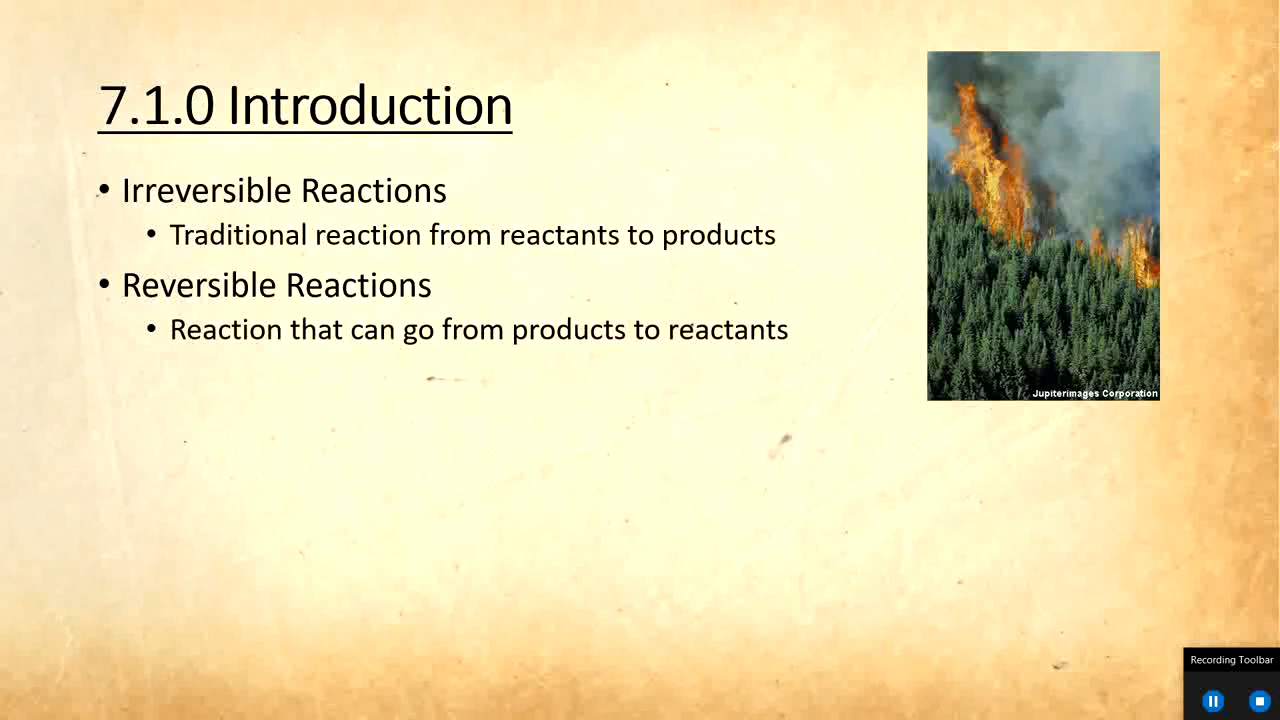 7.1.0 Introduction
• Irreversible Reactions
• Traditional reaction from reactants to products
• Reversible Reactions
• Reaction that can go from products to reactants
Jupiterimages Corporation
Recording Toolbar